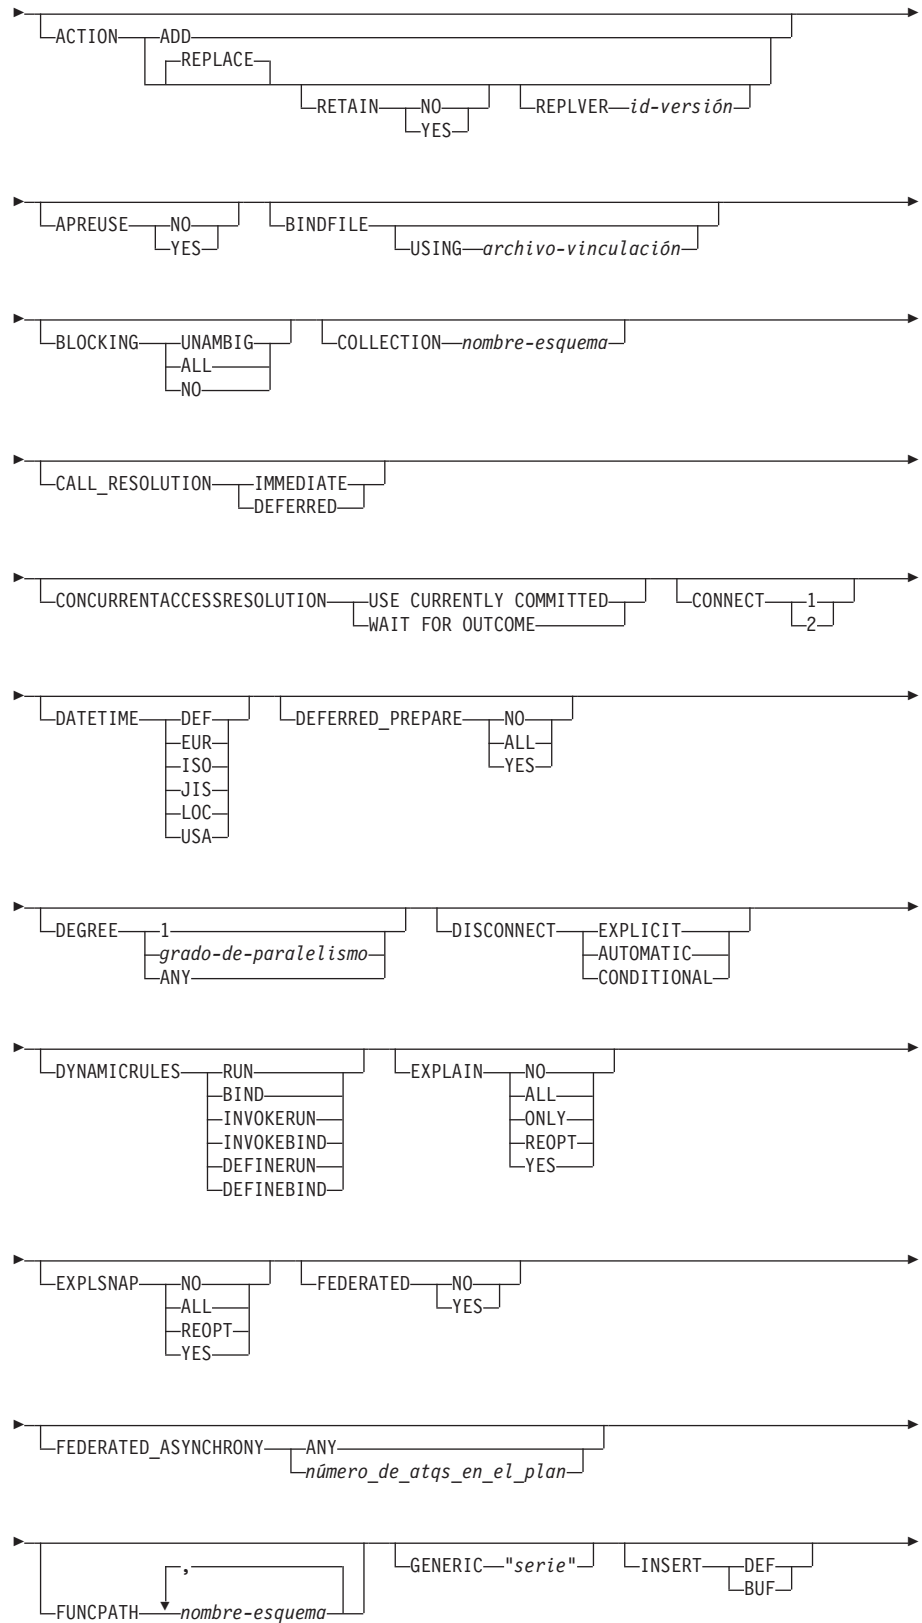 ACTION ADD
REPLACE
RETAIN NO REPLVER id-versión
YES
APREUSE NO BINDFILE
YES USING archivo-vinculación
BLOCKING UNAMBIG COLLECTION nombre-esquema
ALL
NO
CALL_RESOLUTION IMMEDIATE
DEFERRED
CONCURRENTACCESSRESOLUTION USE CURRENTLY COMMITTED CONNECT 1
WAIT FOR OUTCOME 2
DATETIME DEF DEFERRED_PREPARE NO
EUR ALL
ISO YES
JIS
LOC
USA
DEGREE 1 DISCONNECT EXPLICIT
grado-de-paralelismo AUTOMATIC
ANY CONDITIONAL
DYNAMICRULES RUN EXPLAIN NO
BIND ALL
INVOKERUN ONLY
INVOKEBIND REOPT
DEFINERUN YES
DEFINEBIND
EXPLSNAP NO FEDERATED NO
ALL YES
REOPT
YES
FEDERATED_ASYNCHRONY ANY
número_de_atqs_en_el_plan
, GENERIC "serie" INSERT DEF
BUF
FUNCPATH nombre-esquema